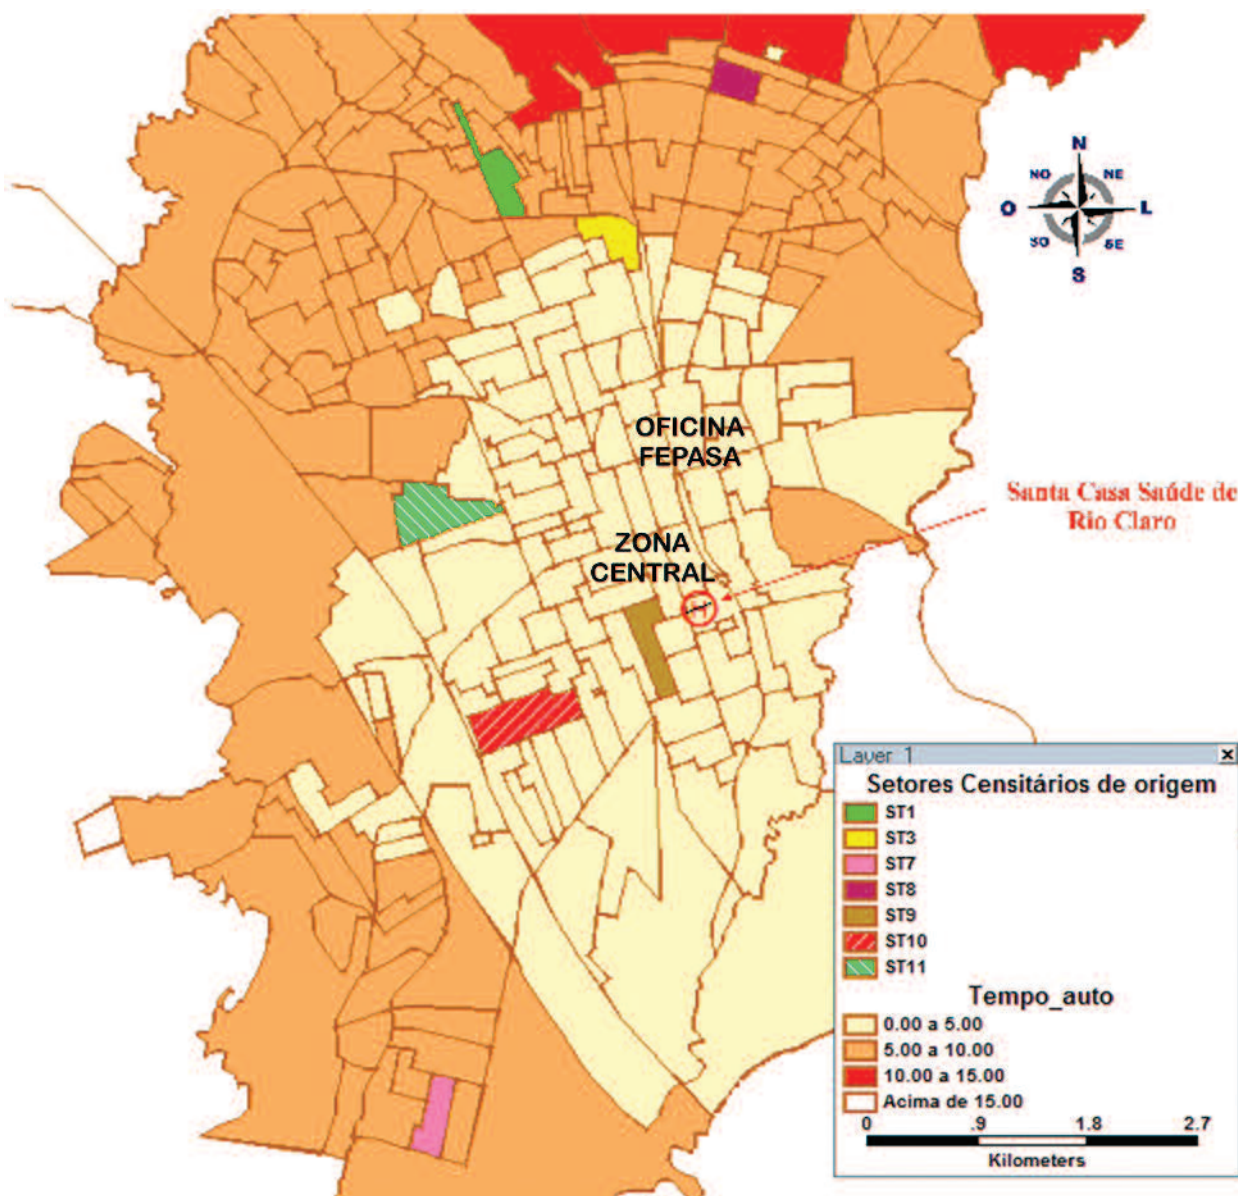 N
NO
NE
O
L
SO
SE
S
OFICINA
FEPASA
Santa Casa Saúde de
Rio Claro
ZONA
CENTRAL
Layer 1
x
Setores Censitários de origem
ST1
ST3
ST7
ST8
ST9
ST10
ST11
Tempo_auto
0.00 a 5.00
5.00 a 10.00
10.00 a 15.00
Acima de 15.00
0 .9 1.8 2.7
Kilometers